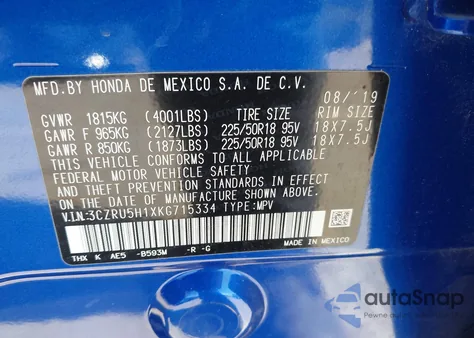 MFD.BY HONDA DE MEXICO S.A. DE C.V.
08/'19
GVWR 1815KG (4001LBS) TIRE SIZE RIM SIZE
GAWR F 965KG (2127LBS) 225/50R18 95V 18X7.5J
GAWR R 850KG (1873LBS) 225/50R18 95V 18X7.5J
THIS VEHICLE CONFORMS TO ALL APPLICABLE
FEDERAL MOTOR VEHICLE SAFETY
STANDARDS IN EFFECT ON THE DATE OF
MANUFACTURE SHOWN ABOVE.
V.I.N:3CZRU5H1XKG715334 TYPE:MPV
THX K AE5 -B593M -R -G
MADE IN MEXICO
autoSnap